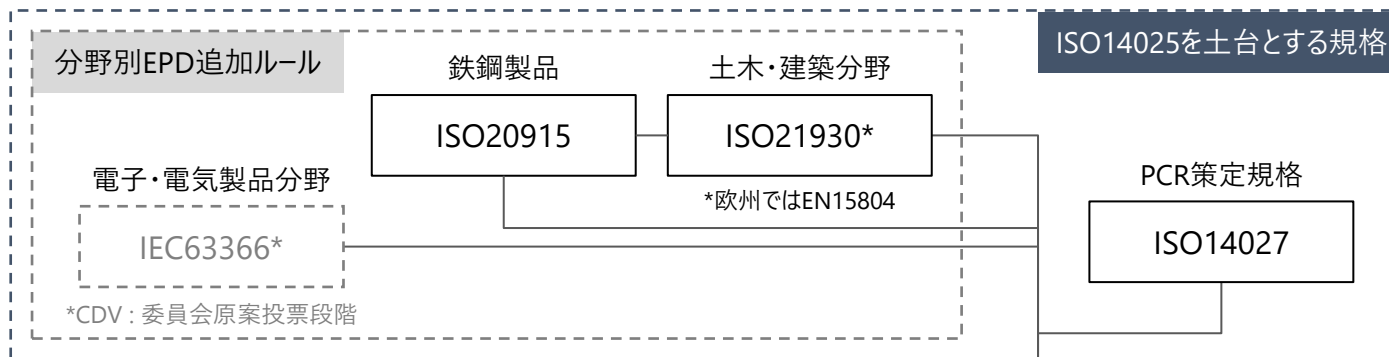 ISO14025を土台とする規格
分野別EPD追加ルール
鉄鋼製品
土木・建築分野
ISO20915
ISO21930*
*欧州ではEN15804
電子・電気製品分野
IEC63366*
*CDV : 委員会原案投票段階
PCR策定規格
ISO14027